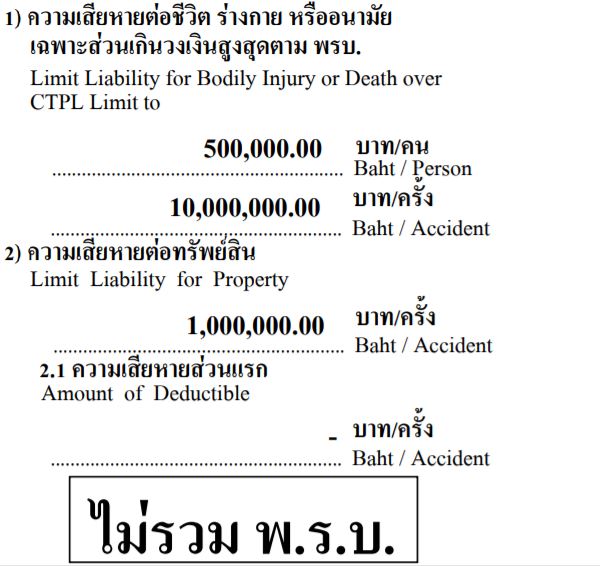 1) ความเสียหายต่อชีวิต ร่างกาย หรืออนามัย
เฉพาะส่วนเกินวงเงินสูงสุดตาม พรบ.
Limit Liability for Bodily Injury or Death over
CTPL Limit to
500,000.00 บาท/คน
Baht / Person
10,000,000.00 บาท/ครั้ง
Baht / Accident
2) ความเสียหายต่อทรัพย์สิน
Limit Liability for Property
1,000,000.00 บาท/ครั้ง
Baht / Accident
2.1 ความเสียหายส่วนแรก
Amount of Deductible
- บาท/ครั้ง
Baht / Accident
ไม่รวม พ.ร.บ.